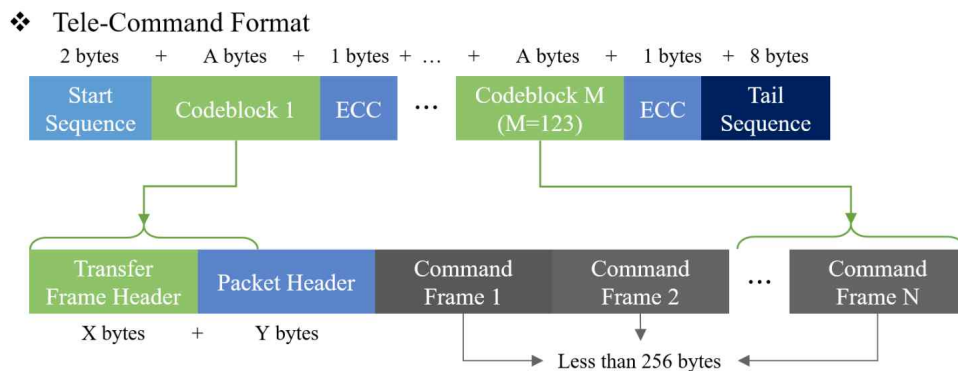 ❖ Tele-Command Format
2 bytes + A bytes + 1 bytes + ... + A bytes + 1 bytes + 8 bytes
Start Sequence
Codeblock 1
ECC
...
Codeblock M (M=123)
ECC
Tail Sequence
Transfer Frame Header
Packet Header
Command Frame 1
Command Frame 2
...
Command Frame N
X bytes + Y bytes
Less than 256 bytes